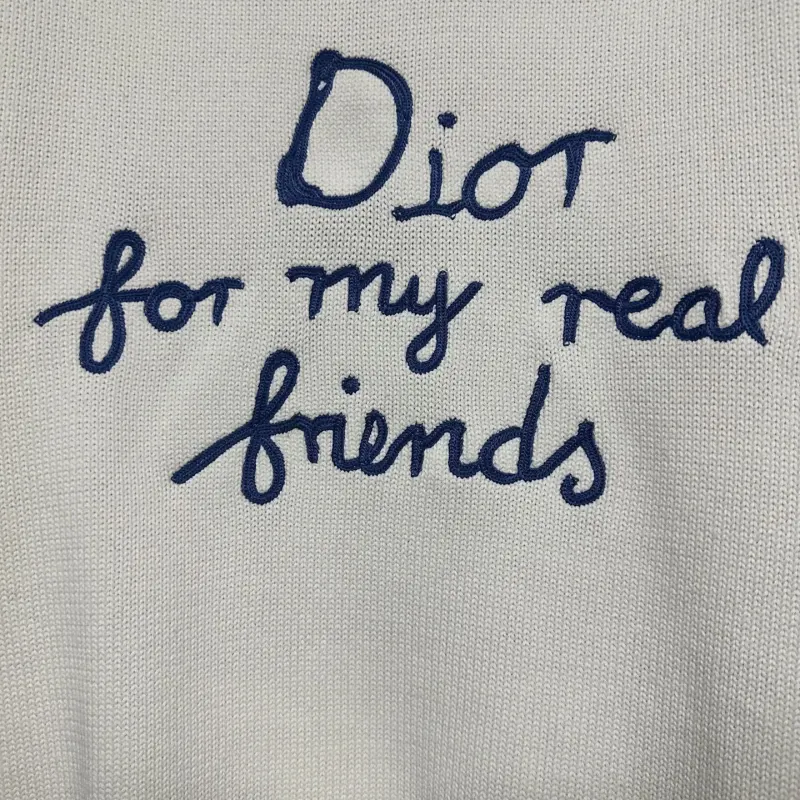 Dior
for my real
friends